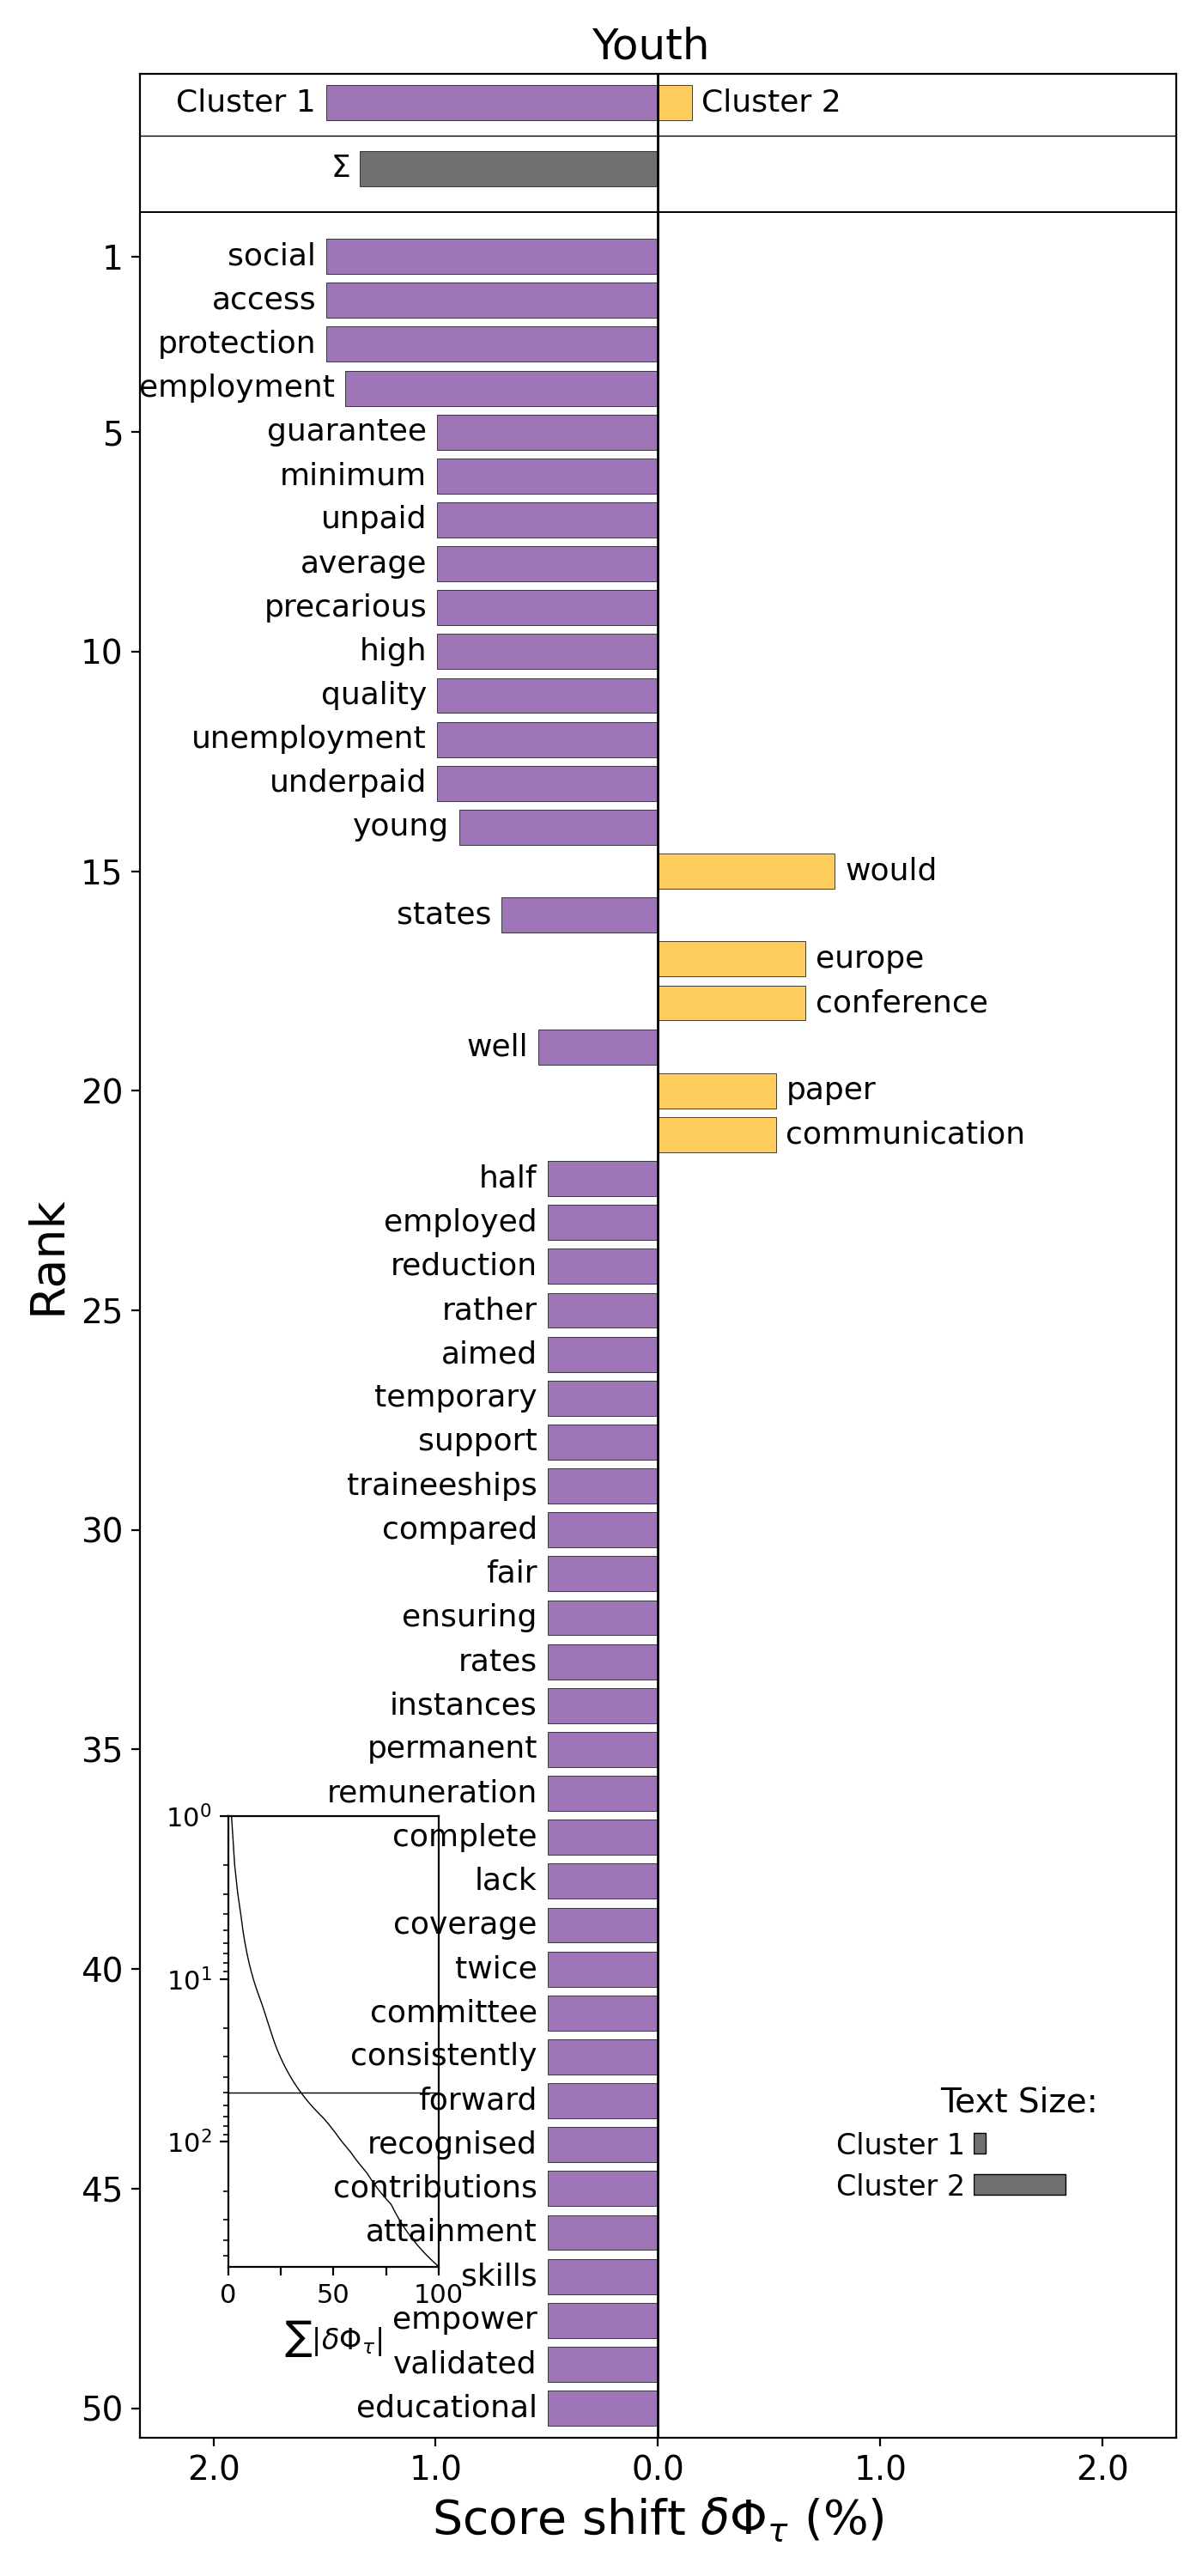 Youth
Cluster 1 Cluster 2
Σ
1 social
access
protection
employment
5 guarantee
minimum
unpaid
average
precarious
10 high
quality
unemployment
underpaid
young
15 would
states
europe
conference
well
20 paper
communication
half
employed
reduction
25 rather
aimed
temporary
support
traineeships
30 compared
fair
ensuring
rates
instances
35 permanent
remuneration
complete
lack
coverage
40 twice
committee
consistently
forward
recognised
45 contributions
attainment
skills
empower
validated
50 educational
Rank
10⁰
10¹
10²
0 50 100
∑|δΦ_τ|
Text Size:
Cluster 1
Cluster 2
2.0 1.0 0.0 1.0 2.0
Score shift δΦ_τ (%)